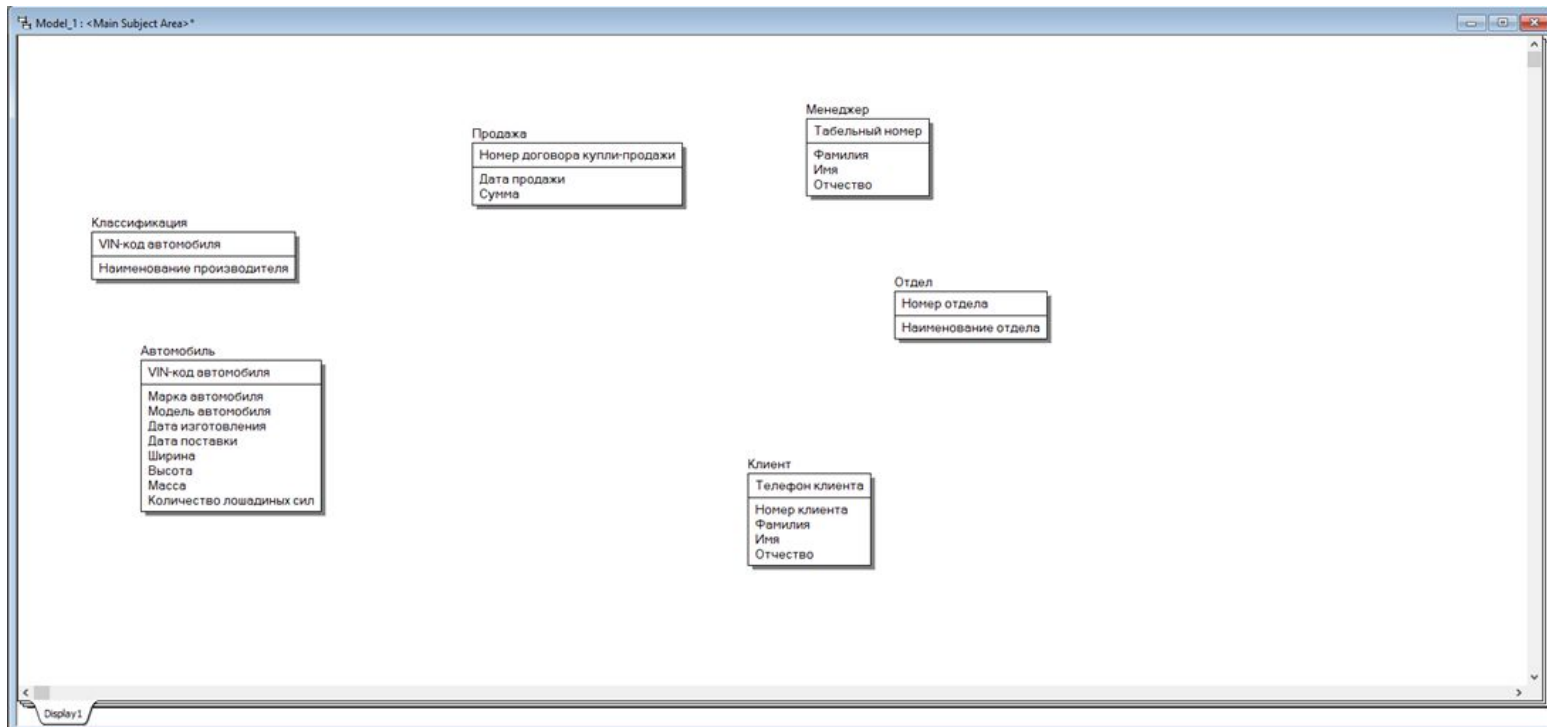 Model_1 : <Main Subject Area>*
Менеджер
Табельный номер
Фамилия
Имя
Отчество
Продажа
Номер договора купли-продажи
Дата продажи
Сумма
Классификация
VIN-код автомобиля
Наименование производителя
Отдел
Номер отдела
Наименование отдела
Автомобиль
VIN-код автомобиля
Марка автомобиля
Модель автомобиля
Дата изготовления
Дата поставки
Ширина
Высота
Масса
Количество лошадиных сил
Клиент
Телефон клиента
Номер клиента
Фамилия
Имя
Отчество
Display1